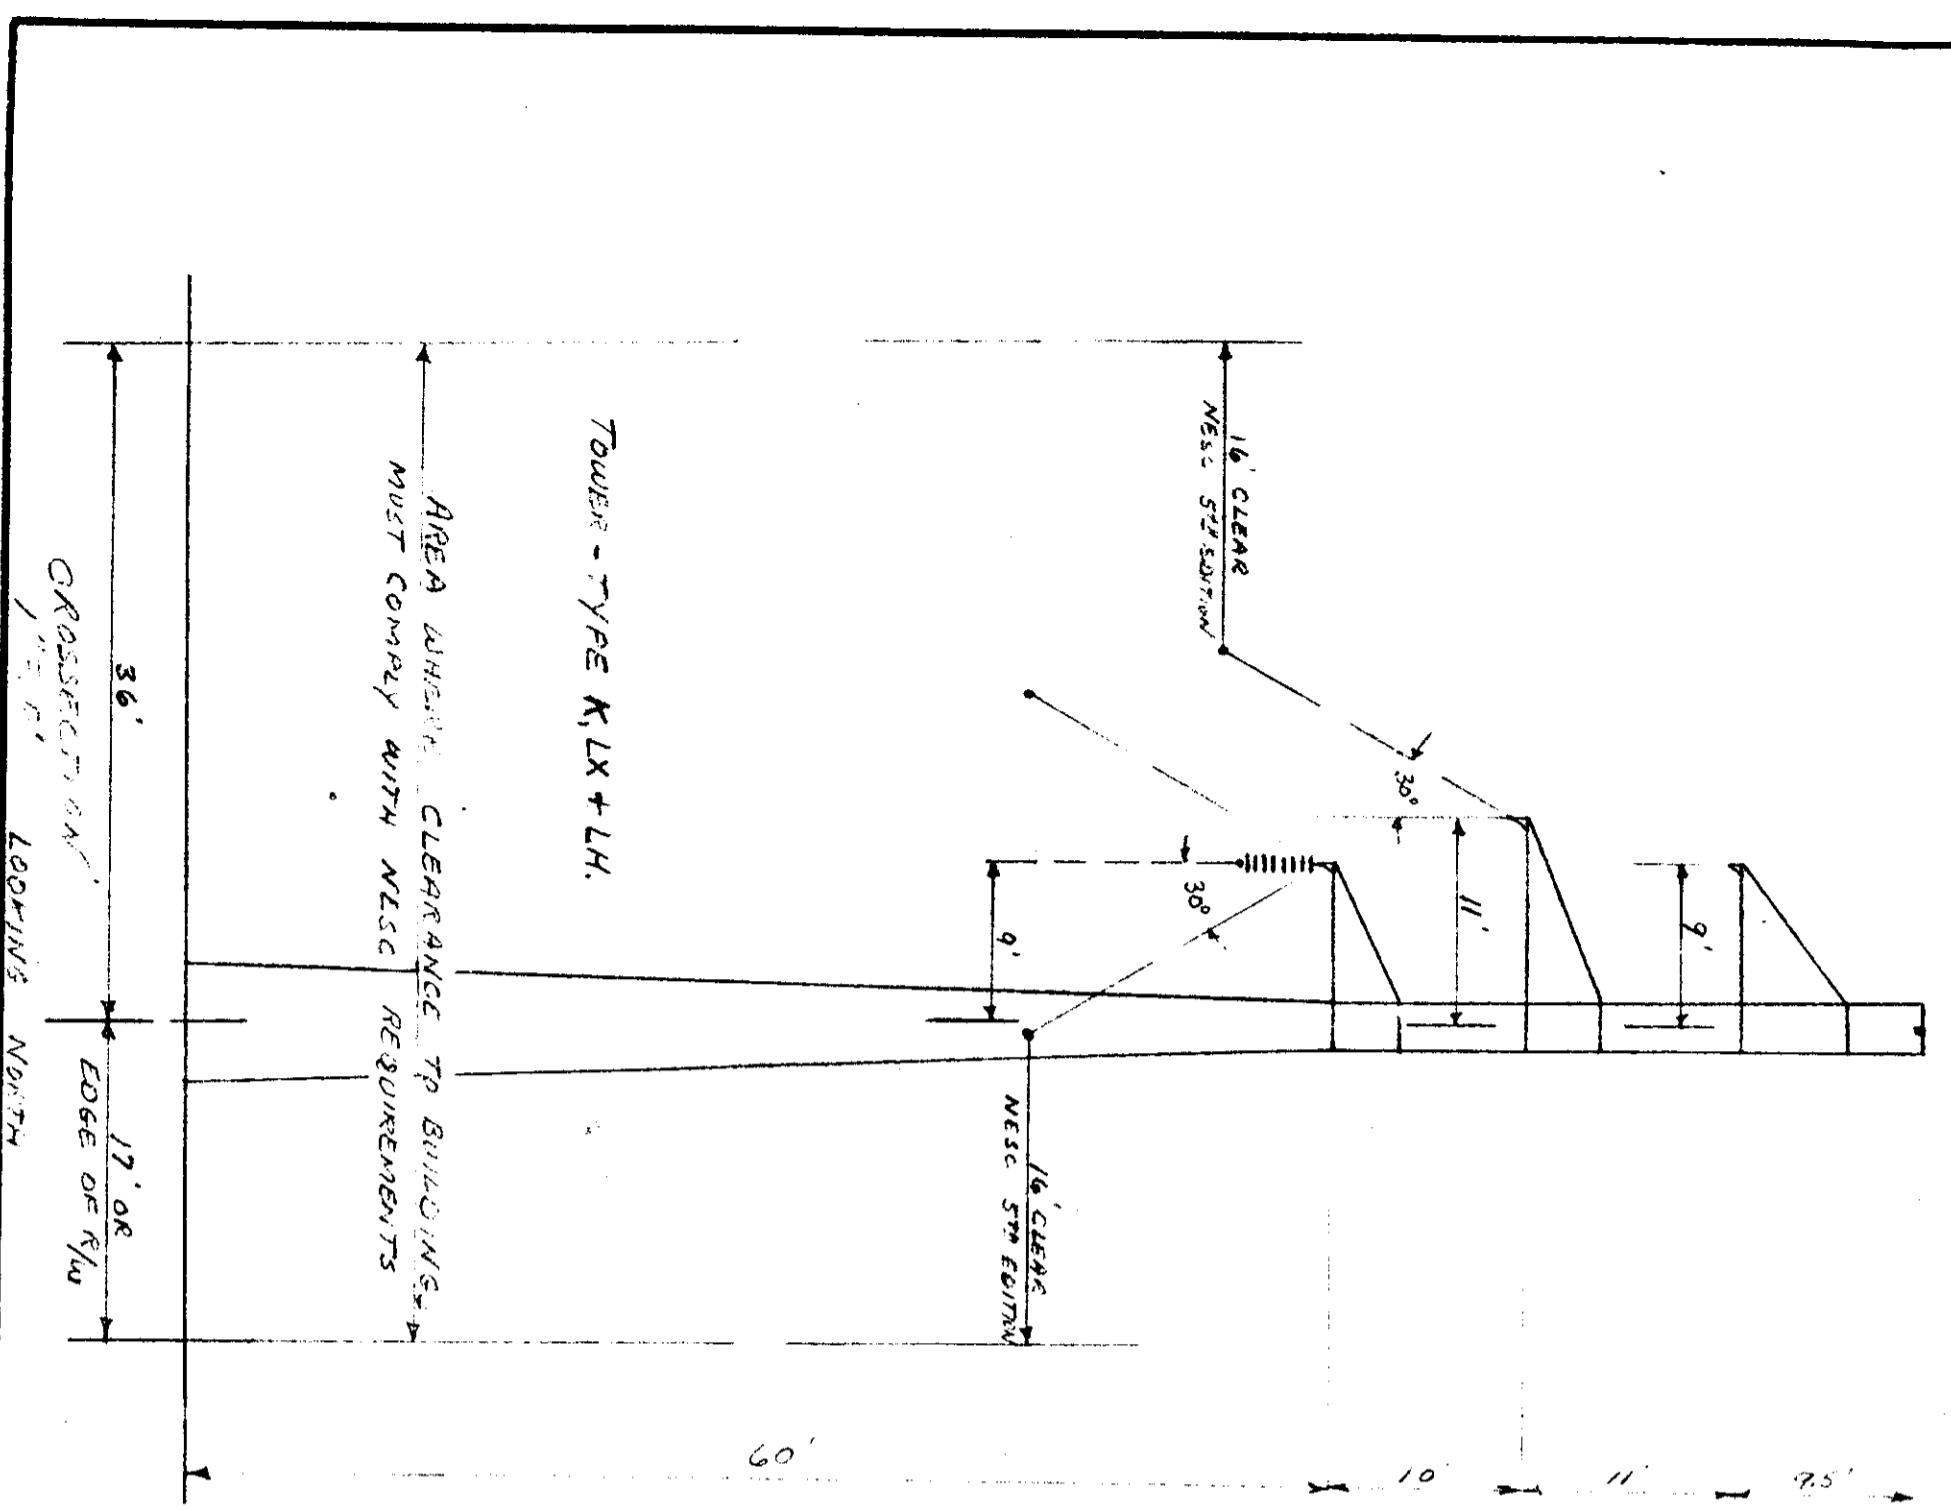 9.5'
11'
10'
60'
9'
11'
30°
9'
30°
16' CLEAR
NESC 5TH EDITION
16' CLEAR
NESC 5TH EDITION
TOWER - TYPE K, LX + LH.
AREA WHERE CLEARANCE TO BUILDING
MUST COMPLY WITH NESC REQUIREMENTS
36'
17' OR
EDGE OF R/W
CROSSECTION
LOOKING NORTH